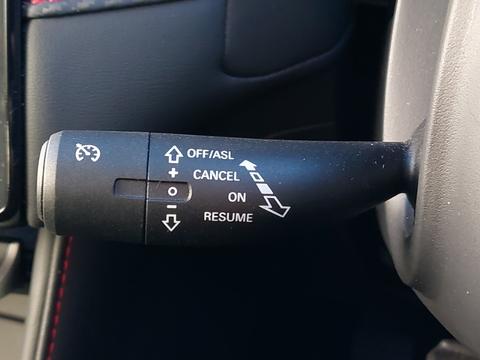 OFF/ASL
+ CANCEL
O ON
- RESUME